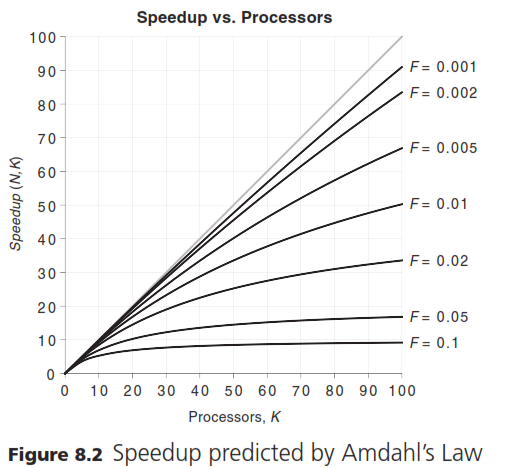 Speedup vs. Processors
100
90
80
70
60
50
40
30
20
10
0
Speedup (N,K)
F = 0.001
F = 0.002
F = 0.005
F = 0.01
F = 0.02
F = 0.05
F = 0.1
0 10 20 30 40 50 60 70 80 90 100
Processors, K
Figure 8.2 Speedup predicted by Amdahl's Law